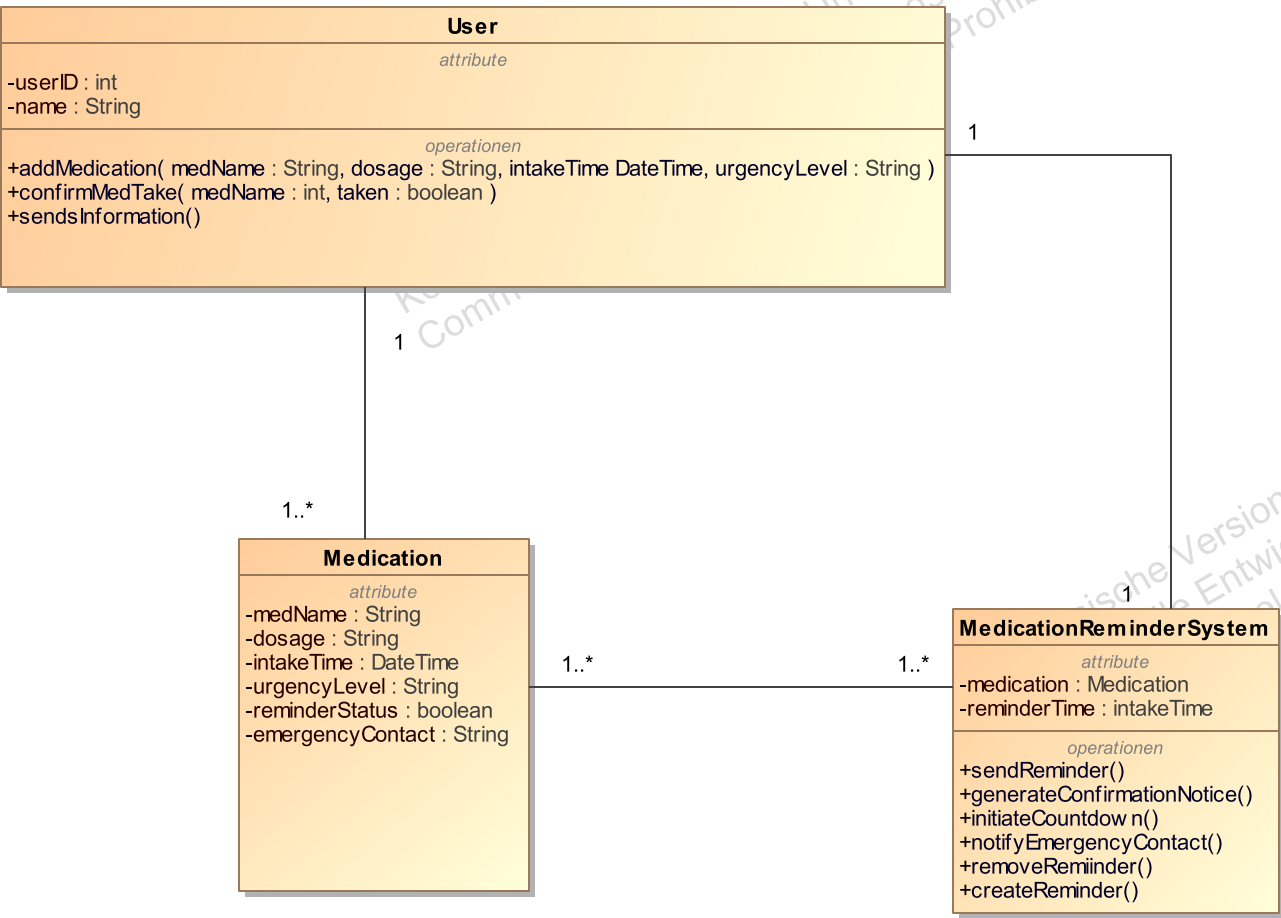 User
attribute
-userID : int
-name : String
operationen
+addMedication( medName : String, dosage : String, intakeTime DateTime, urgencyLevel : String )
+confirmMedTake( medName : int, taken : boolean )
+sendsInformation()
1
1
1..*
Medication
attribute
-medName : String
-dosage : String
-intakeTime : DateTime
-urgencyLevel : String
-reminderStatus : boolean
-emergencyContact : String
1..*
1..*
1
MedicationReminderSystem
attribute
-medication : Medication
-reminderTime : intakeTime
operationen
+sendReminder()
+generateConfirmationNotice()
+initiateCountdown()
+notifyEmergencyContact()
+removeRemiinder()
+createReminder()